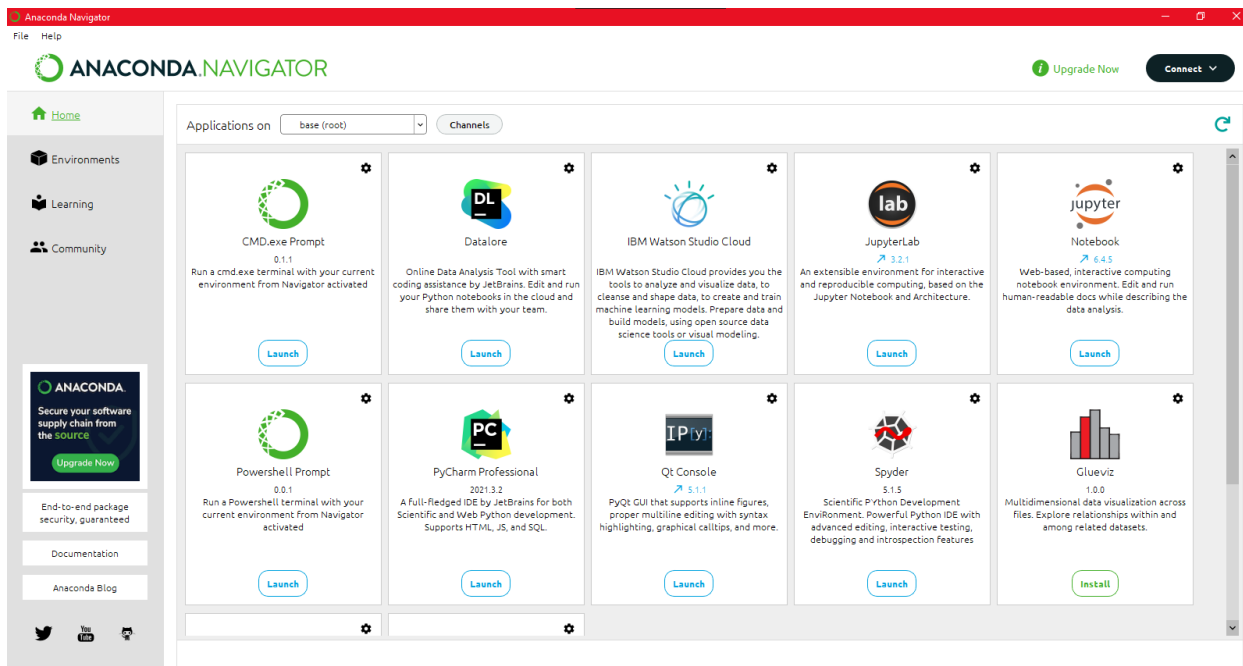 Anaconda Navigator
File Help
ANACONDA.NAVIGATOR
Upgrade Now
Connect
Home
Environments
Learning
Community
ANACONDA.
Secure your software
supply chain from
the source
Upgrade Now
End-to-end package
security, guaranteed
Documentation
Anaconda Blog
You
Tube
Applications on base (root) Channels
CMD.exe Prompt
0.1.1
Run a cmd.exe terminal with your current
environment from Navigator activated
Launch
DL
Datalore
Online Data Analysis Tool with smart
coding assistance by JetBrains. Edit and run
your Python notebooks in the cloud and
share them with your team.
Launch
IBM Watson Studio Cloud
IBM Watson Studio Cloud provides you the
tools to analyze and visualize data, to
cleanse and shape data, to create and train
machine learning models. Prepare data and
build models, using open source data
science tools or visual modeling.
Launch
lab
JupyterLab
3.2.1
An extensible environment for interactive
and reproducible computing, based on the
Jupyter Notebook and Architecture.
Launch
jupyter
Notebook
6.4.5
Web-based, interactive computing
notebook environment. Edit and run
human-readable docs while describing the
data analysis.
Launch
Powershell Prompt
0.0.1
Run a Powershell terminal with your
current environment from Navigator
activated
Launch
PC
PyCharm Professional
2021.3.2
A full-fledged IDE by JetBrains for both
Scientific and Web Python development.
Supports HTML, JS, and SQL.
Launch
IP[y]:
Qt Console
5.1.1
PyQt GUI that supports inline figures,
proper multiline editing with syntax
highlighting, graphical calltips, and more.
Launch
Spyder
5.1.5
Scientific PYthon Development
EnviRonment. Powerful Python IDE with
advanced editing, interactive testing,
debugging and introspection features
Launch
Glueviz
1.0.0
Multidimensional data visualization across
files. Explore relationships within and
among related datasets.
Install